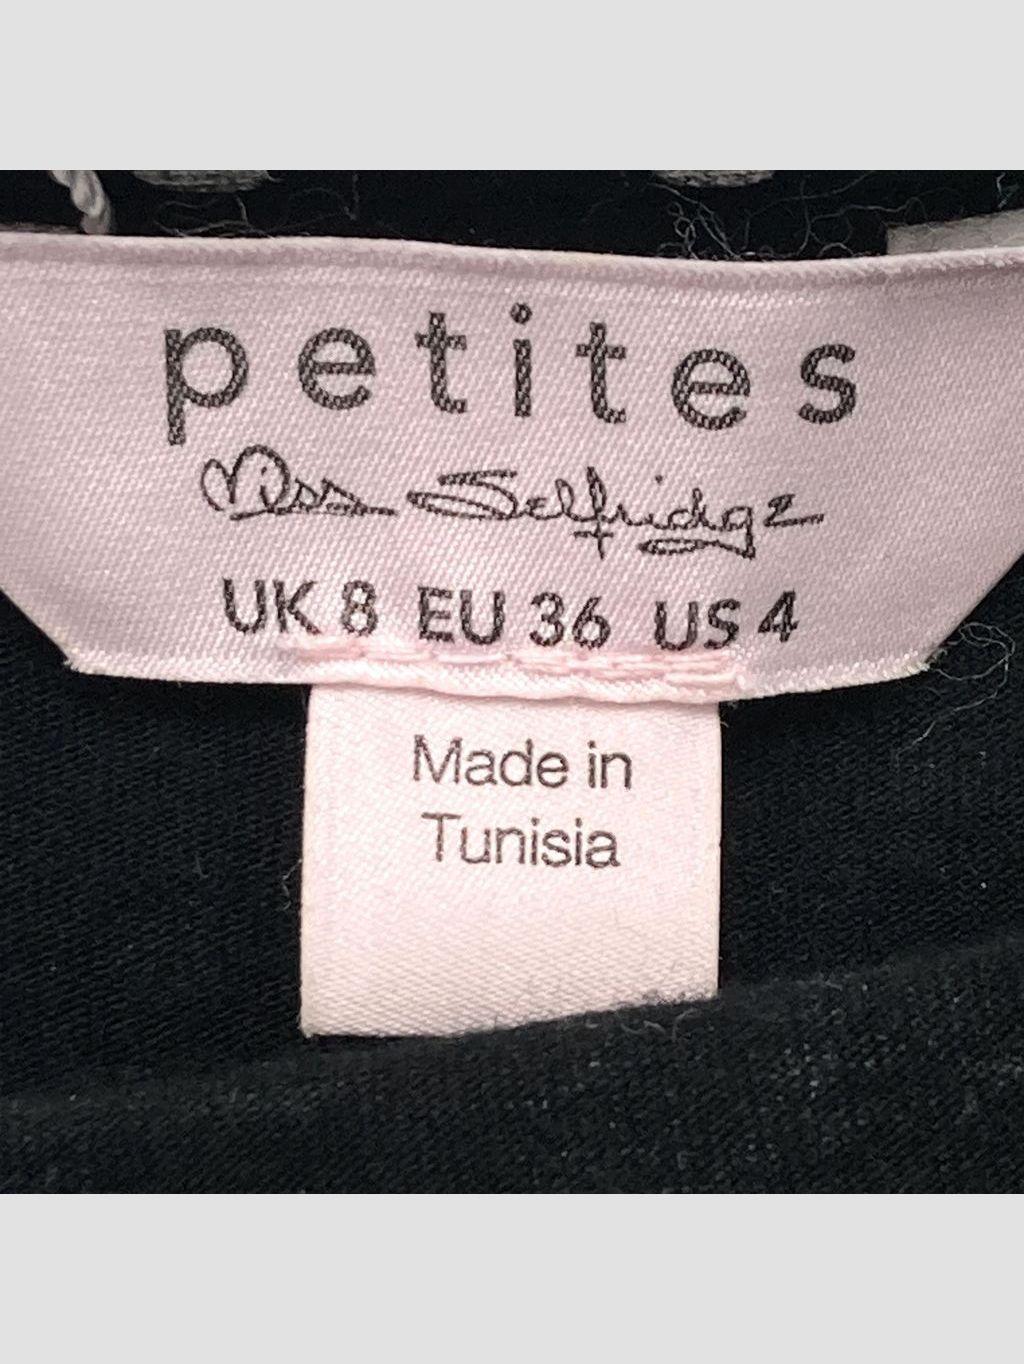 petites
Miss Selfridge
UK 8 EU 36 US 4
Made in
Tunisia